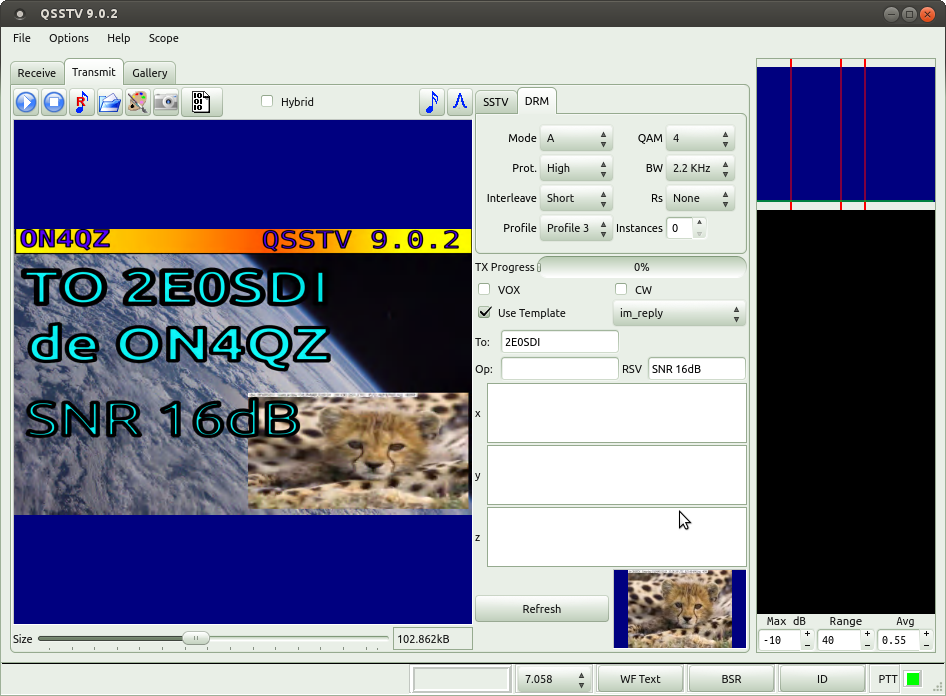 QSSTV 9.0.2
File Options Help Scope
Receive Transmit Gallery
Hybrid
SSTV DRM
Mode A QAM 4
Prot. High BW 2.2 KHz
Interleave Short Rs None
Profile Profile 3 Instances 0
ON4QZ QSSTV 9.0.2
TO 2E0SDI
de ON4QZ
SNR 16dB
TX Progress 0%
VOX CW
Use Template im_reply
To: 2E0SDI
Op: RSV SNR 16dB
x
y
z
Refresh
Size 102.862kB
Max dB Range Avg
-10 40 0.55
7.058 WF Text BSR ID PTT